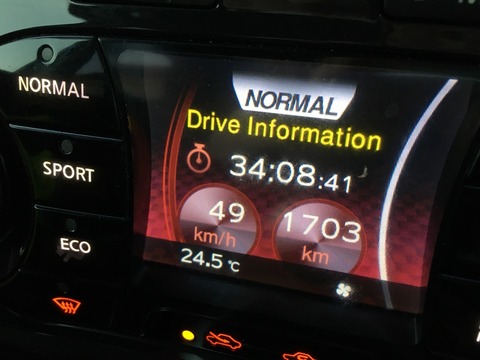 NORMAL
SPORT
ECO
NORMAL
Drive Information
34:08:41
49
km/h
1703
km
24.5 °C